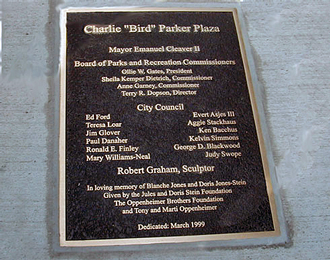 Charlie "Bird" Parker Plaza
Mayor Emanuel Cleaver II
Board of Parks and Recreation Commissioners
Ollie W. Gates, President
Sheila Kemper Dietrich, Commissioner
Anne Garney, Commissioner
Terry R. Dopson, Director
City Council
Ed Ford Evert Asjes III
Teresa Loar Aggie Stackhaus
Jim Glover Ken Bacchus
Paul Danaher Kelvin Simmons
Ronald E. Finley George D. Blackwood
Mary Williams-Neal Judy Swope
Robert Graham, Sculptor
In loving memory of Blanche Jones and Doris Jones-Stein
Given by the Jules and Doris Stein Foundation
The Oppenheimer Brothers Foundation
and Tony and Marti Oppenheimer
Dedicated: March 1999